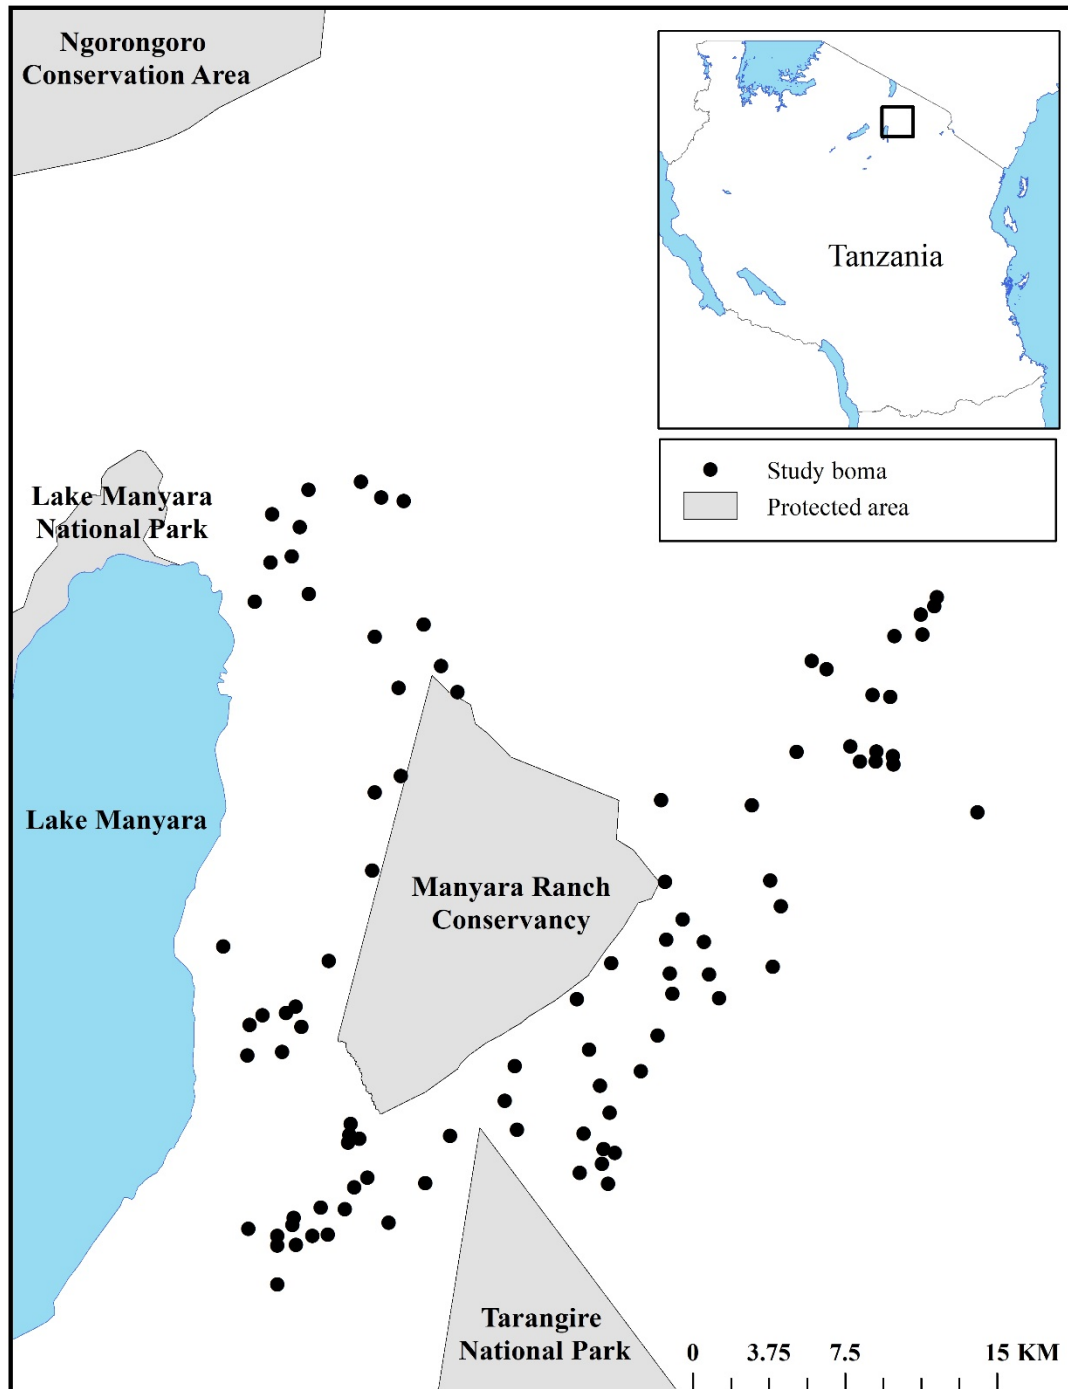 Ngorongoro
Conservation Area
Tanzania
Study boma
Protected area
Lake Manyara
National Park
Lake Manyara
Manyara Ranch
Conservancy
Tarangire
National Park
0 3.75 7.5 15 KM